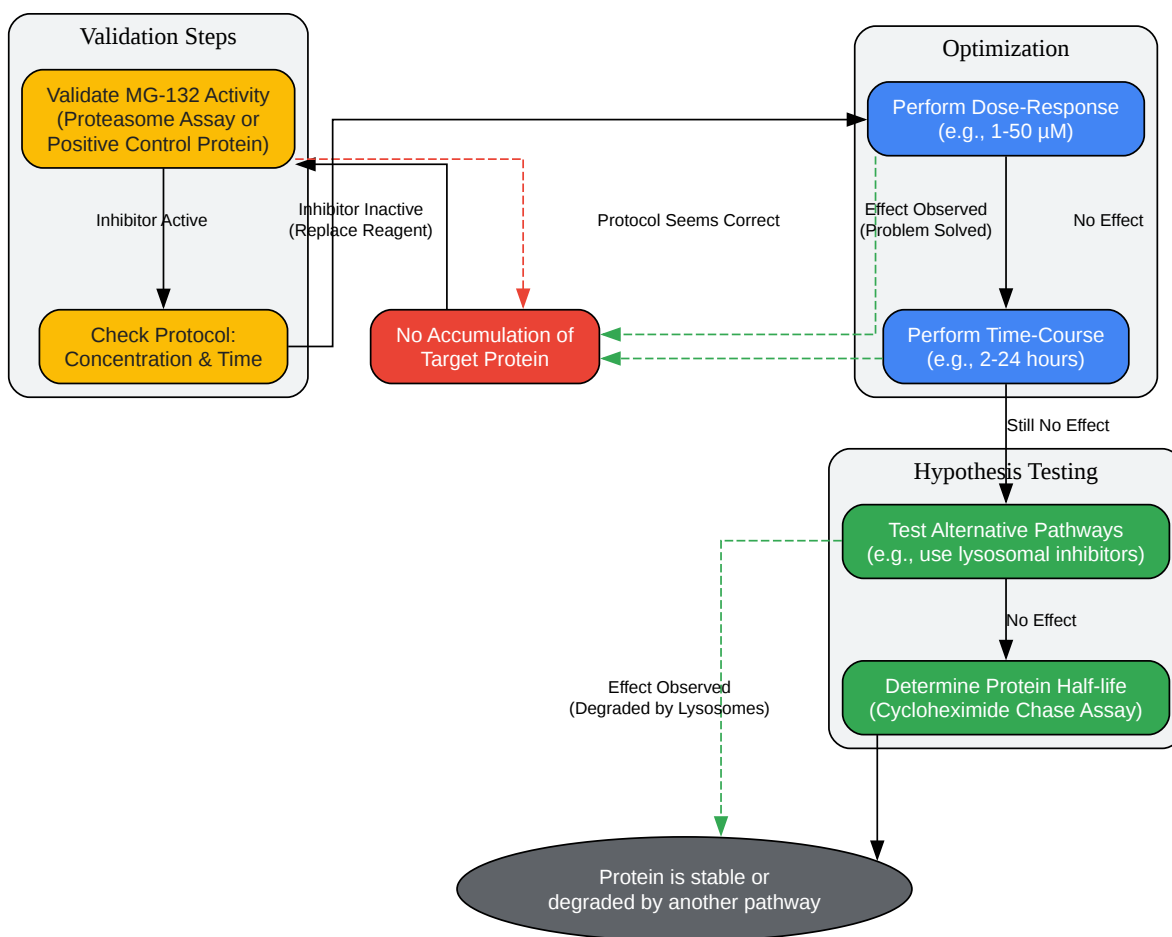 Validation Steps
Validate MG-132 Activity
(Proteasome Assay or
Positive Control Protein)
Inhibitor Active
Check Protocol:
Concentration & Time
Inhibitor Inactive
(Replace Reagent)
No Accumulation of
Target Protein
Protocol Seems Correct
Optimization
Perform Dose-Response
(e.g., 1-50 µM)
Effect Observed
(Problem Solved)
No Effect
Perform Time-Course
(e.g., 2-24 hours)
Still No Effect
Hypothesis Testing
Test Alternative Pathways
(e.g., use lysosomal inhibitors)
No Effect
Determine Protein Half-life
(Cycloheximide Chase Assay)
Effect Observed
(Degraded by Lysosomes)
Protein is stable or
degraded by another pathway